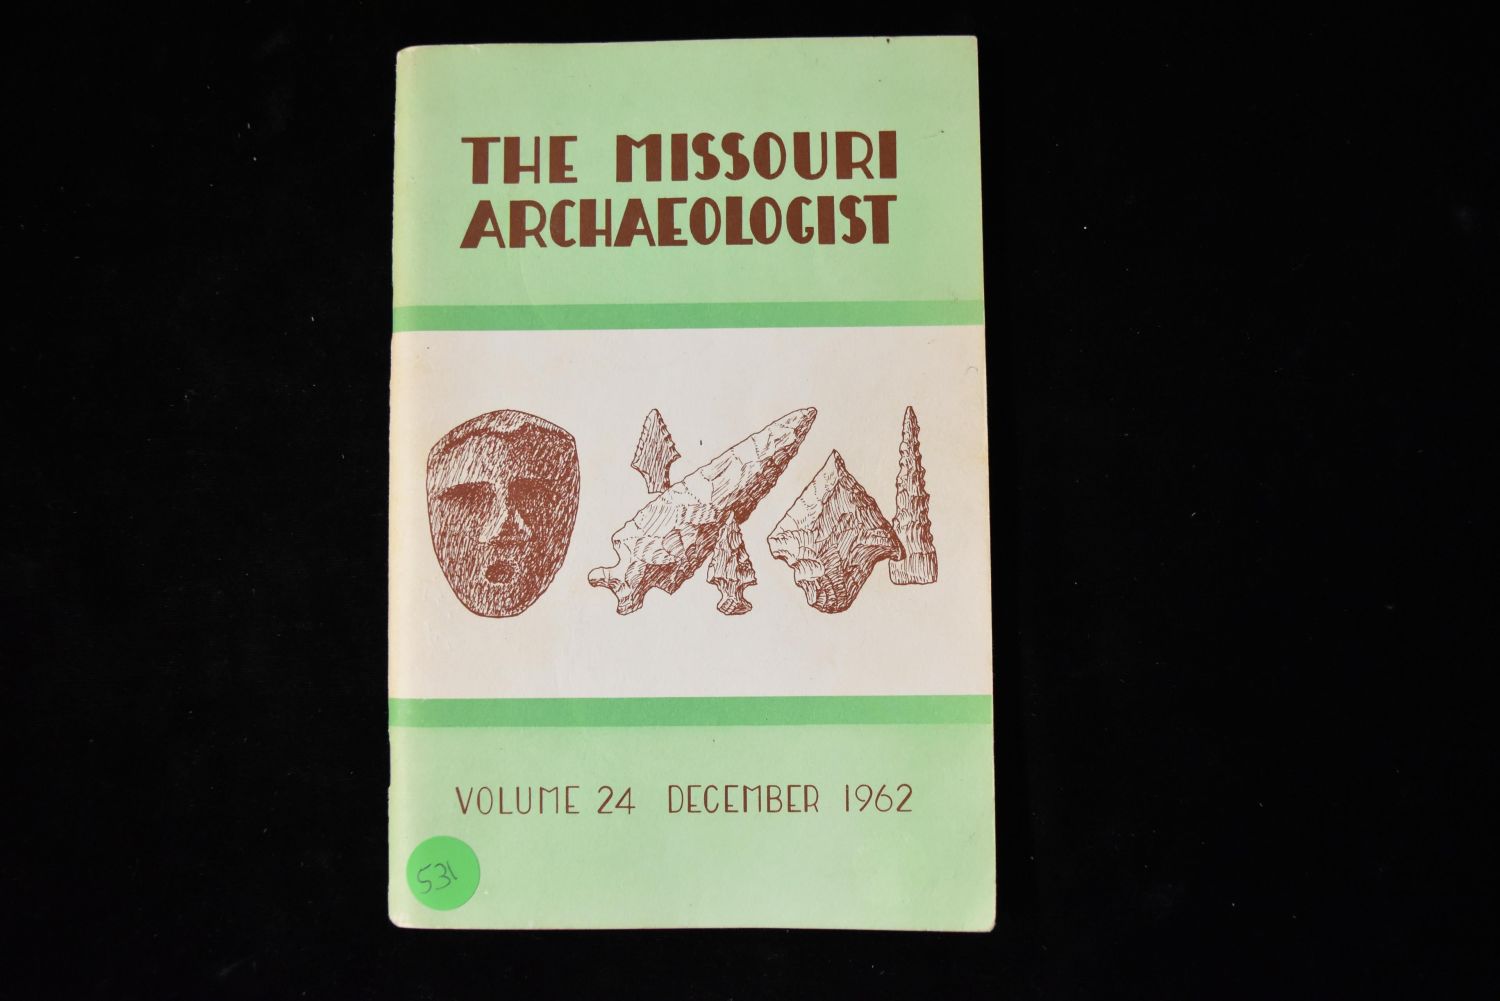 THE MISSOURI
ARCHAEOLOGIST
VOLUME 24 DECEMBER 1962
531